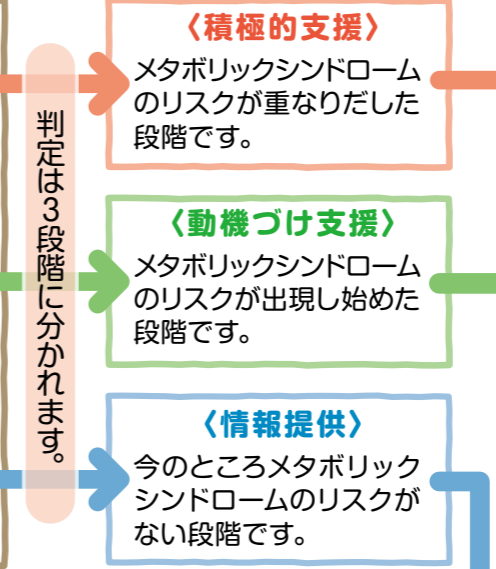 判定は3段階に分かれます。
〈積極的支援〉
メタボリックシンドローム
のリスクが重なりだした
段階です。
〈動機づけ支援〉
メタボリックシンドローム
のリスクが出現し始めた
段階です。
〈情報提供〉
今のところメタボリック
シンドロームのリスクが
ない段階です。